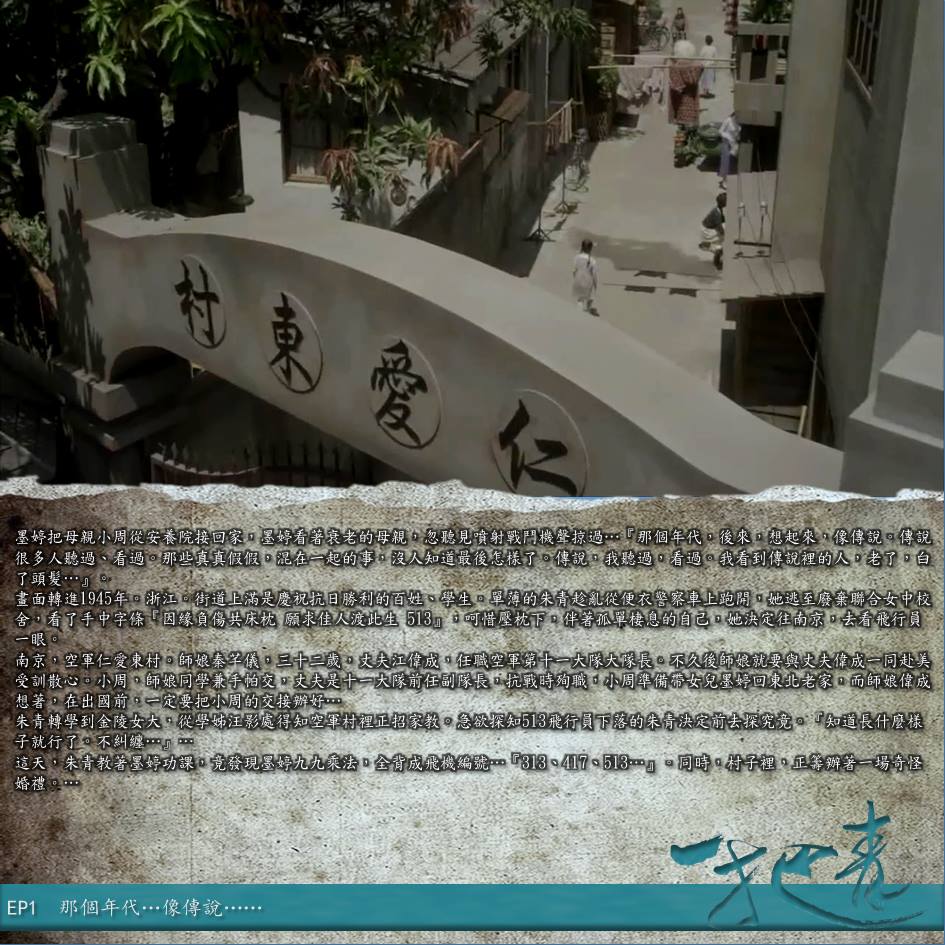 仁愛東村
墨婷把母親小周從安養院接回家，墨婷看著衰老的母親，忽聽見噴射戰鬥機聲掠過…『那個年代，後來，想起來，像傳說。傳說
很多人聽過、看過。那些真真假假，混在一起的事，沒人知道最後怎樣了。傳說，我聽過，看過。我看到傳說裡的人，老了，白
了頭髮…』。
畫面轉進1945年。浙江。街道上滿是慶祝抗日勝利的百姓、學生。單薄的朱青趁亂從便衣警察車上跑開，她逃至廢棄聯合女中校
舍，看了手中字條『因緣負傷共床枕 願求佳人渡此生 513』，呵惜壓枕下，伴著孤單棲息的自己，她決定往南京，去看飛行員
一眼。
南京，空軍仁愛東村。師娘秦芊儀，三十二歲，丈夫江偉成，任職空軍第十一大隊大隊長。不久後師娘就要與丈夫偉成一同赴美
受訓散心。小周，師娘同學兼手帕交，丈夫是十一大隊前任副隊長，抗戰時殉職，小周準備帶女兒墨婷回東北老家，而師娘偉成
想著，在出國前，一定要把小周的交接辦好…
朱青轉學到金陵女大，從學姊汪影處得知空軍村裡正招家教。急欲探知513飛行員下落的朱青決定前去探究竟。『知道長什麼樣
子就行了。不糾纏…』…
這天，朱青教著墨婷功課，竟發現墨婷九九乘法，全背成飛機編號…『313、417、513…』。同時，村子裡，正籌辦著一場奇怪
婚禮。…
一把青
EP1 那個年代…像傳說……